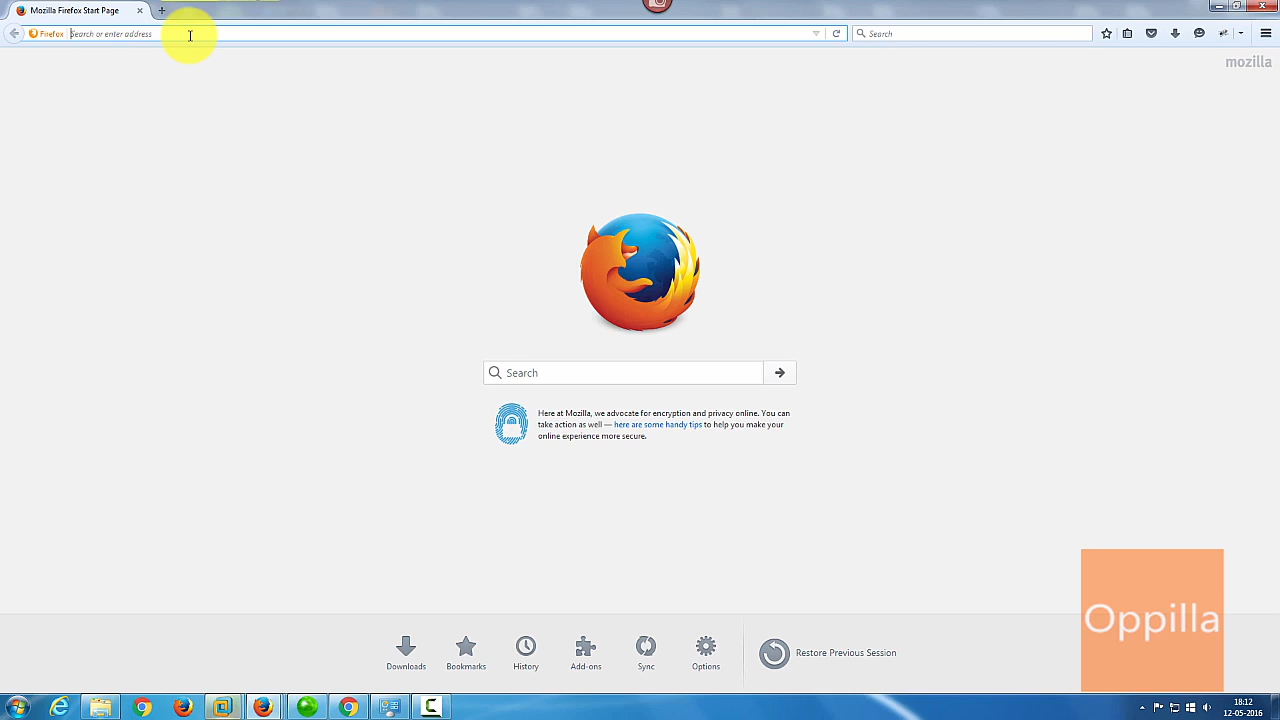 Mozilla Firefox Start Page
Firefox
Search or enter address
Search
mozilla
Search
Here at Mozilla, we advocate for encryption and privacy online. You can
take action as well — here are some handy tips to help you make your
online experience more secure.
Oppilla
Downloads
Bookmarks
History
Add-ons
Sync
Options
Restore Previous Session
18:12
12-05-2016